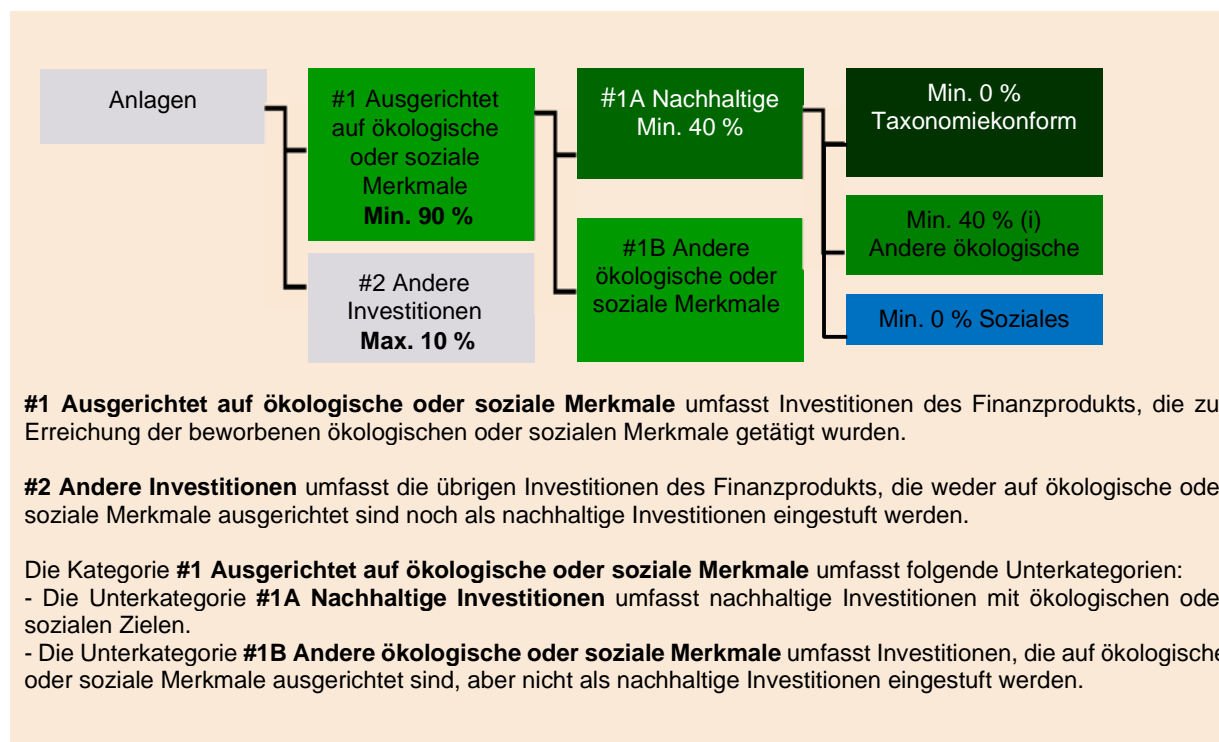 Anlagen
#1 Ausgerichtet
auf ökologische
oder soziale
Merkmale
Min. 90 %
#2 Andere
Investitionen
Max. 10 %
#1A Nachhaltige
Min. 40 %
#1B Andere
ökologische oder
soziale Merkmale
Min. 0 %
Taxonomiekonform
Min. 40 % (i)
Andere ökologische
Min. 0 % Soziales
#1 Ausgerichtet auf ökologische oder soziale Merkmale umfasst Investitionen des Finanzprodukts, die zu
Erreichung der beworbenen ökologischen oder sozialen Merkmale getätigt wurden.
#2 Andere Investitionen umfasst die übrigen Investitionen des Finanzprodukts, die weder auf ökologische ode
soziale Merkmale ausgerichtet sind noch als nachhaltige Investitionen eingestuft werden.
Die Kategorie #1 Ausgerichtet auf ökologische oder soziale Merkmale umfasst folgende Unterkategorien:
- Die Unterkategorie #1A Nachhaltige Investitionen umfasst nachhaltige Investitionen mit ökologischen ode
sozialen Zielen.
- Die Unterkategorie #1B Andere ökologische oder soziale Merkmale umfasst Investitionen, die auf ökologische
oder soziale Merkmale ausgerichtet sind, aber nicht als nachhaltige Investitionen eingestuft werden.